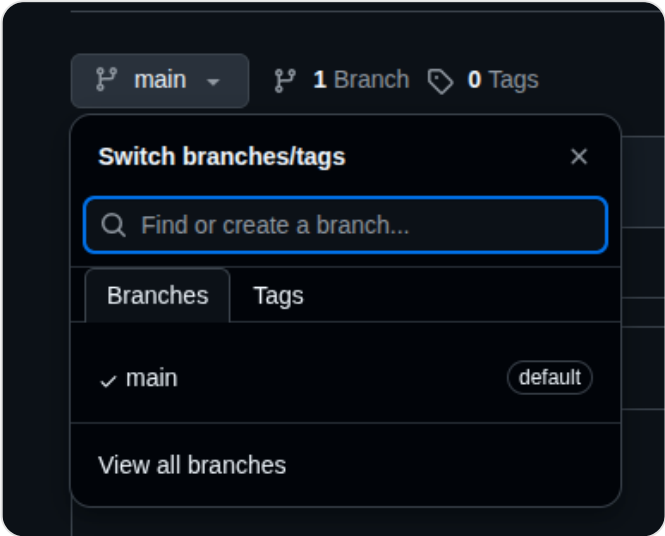 main 1 Branch 0 Tags
Switch branches/tags
Find or create a branch...
Branches Tags
main default
View all branches